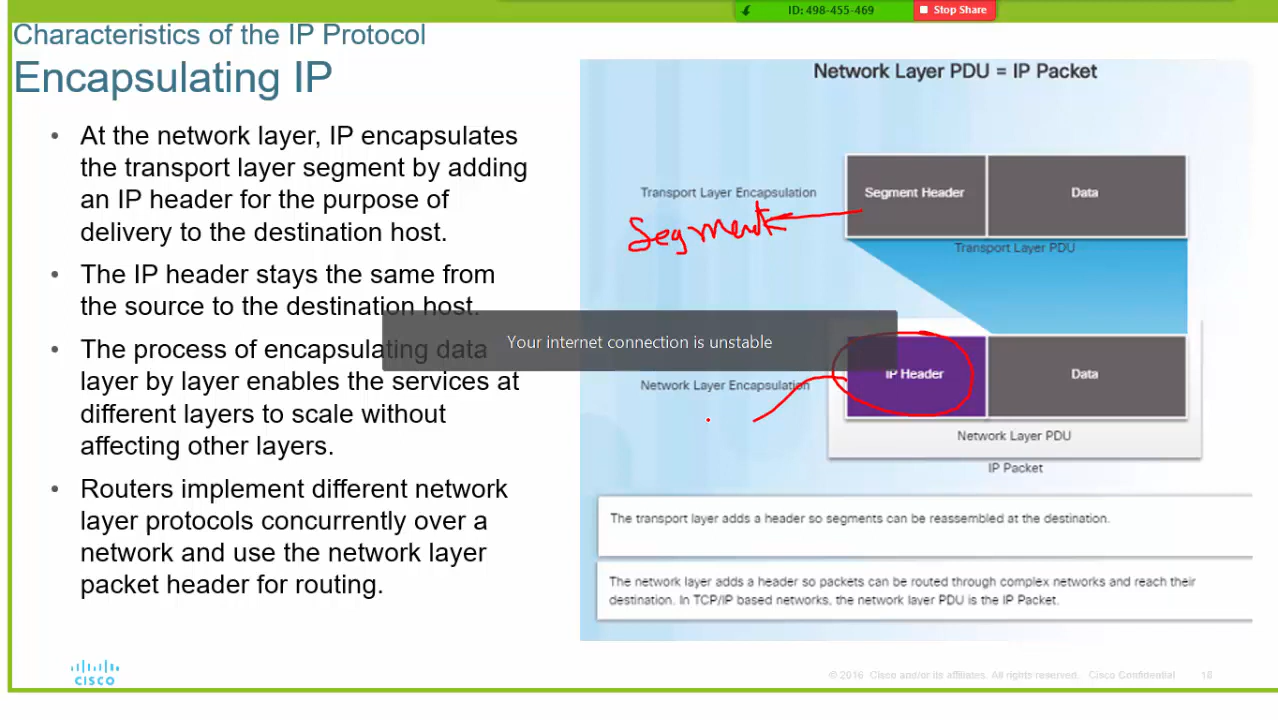 ID: 498-455-469
Stop Share
Characteristics of the IP Protocol
Encapsulating IP
• At the network layer, IP encapsulates
the transport layer segment by adding
an IP header for the purpose of
delivery to the destination host.
• The IP header stays the same from
the source to the destination host.
• The process of encapsulating data
layer by layer enables the services at
different layers to scale without
affecting other layers.
• Routers implement different network
layer protocols concurrently over a
network and use the network layer
packet header for routing.
Network Layer PDU = IP Packet
Transport Layer Encapsulation
Segment Header
Data
Segment
Transport Layer PDU
Your internet connection is unstable
Network Layer Encapsulation
IP Header
Data
Network Layer PDU
IP Packet
The transport layer adds a header so segments can be reassembled at the destination.
The network layer adds a header so packets can be routed through complex networks and reach their
destination. In TCP/IP based networks, the network layer PDU is the IP Packet.
CISCO
© 2016 Cisco and/or its affiliates. All rights reserved. Cisco Confidential
18